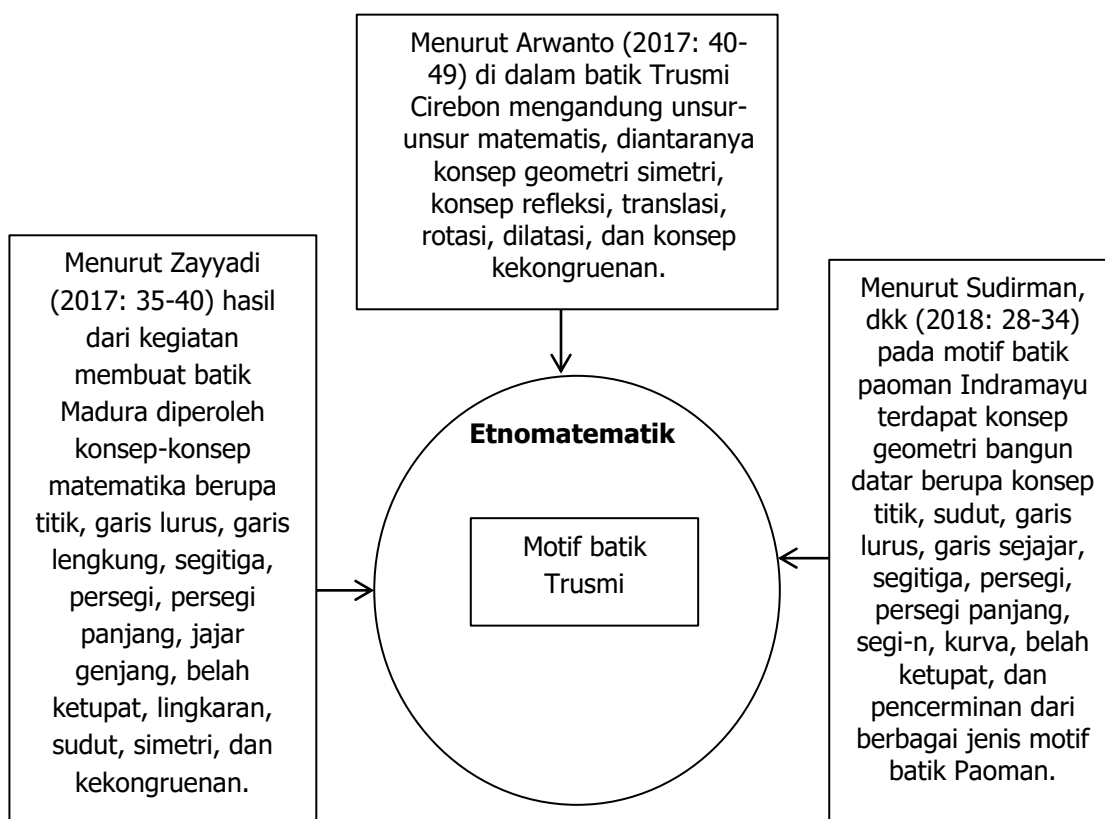 Menurut Arwanto (2017: 40-
49) di dalam batik Trusmi
Cirebon mengandung unsur-
unsur matematis, diantaranya
konsep geometri simetri,
konsep refleksi, translasi,
rotasi, dilatasi, dan konsep
kekongruenan.
Menurut Zayyadi
(2017: 35-40) hasil
dari kegiatan
membuat batik
Madura diperoleh
konsep-konsep
matematika berupa
titik, garis lurus, garis
lengkung, segitiga,
persegi, persegi
panjang, jajar
genjang, belah
ketupat, lingkaran,
sudut, simetri, dan
kekongruenan.
Etnomatematik
Motif batik
Trusmi
Menurut Sudirman,
dkk (2018: 28-34)
pada motif batik
paoman Indramayu
terdapat konsep
geometri bangun
datar berupa konsep
titik, sudut, garis
lurus, garis sejajar,
segitiga, persegi,
persegi panjang,
segi-n, kurva, belah
ketupat, dan
pencerminan dari
berbagai jenis motif
batik Paoman.